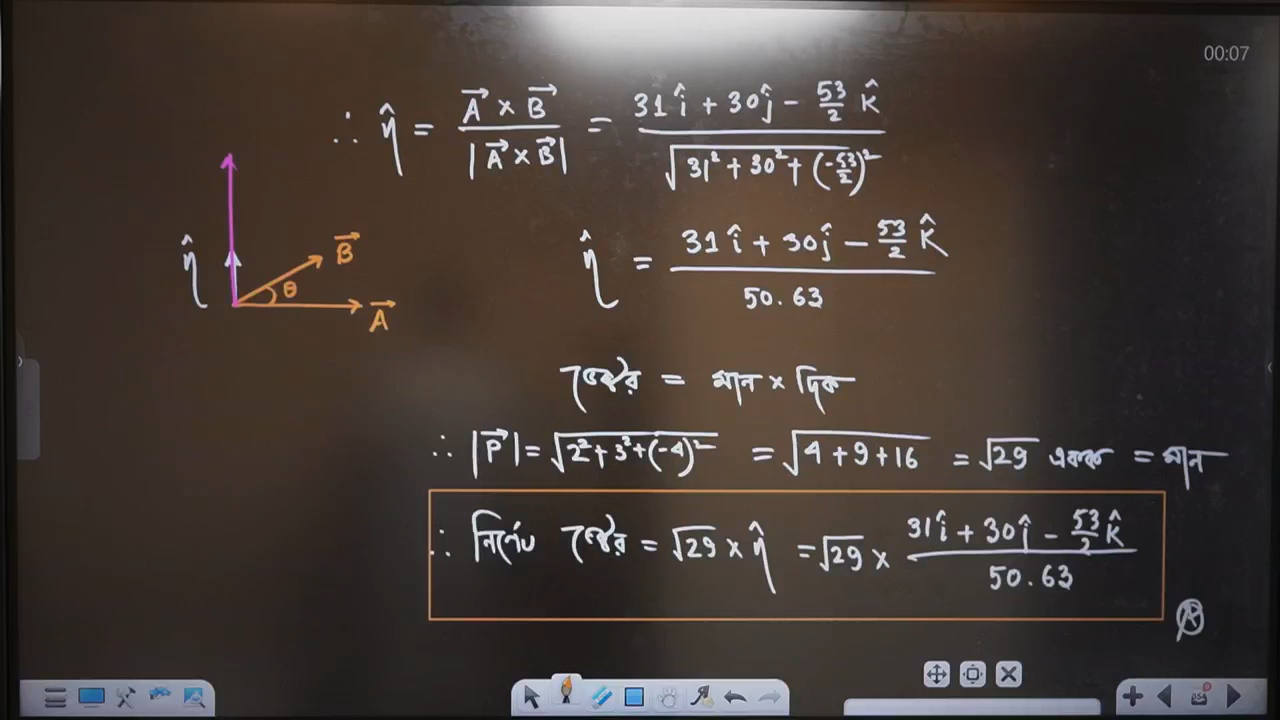 00:07
∴ η̂ = A⃗ × B⃗ / |A⃗ × B⃗| = 31î + 30ĵ − 53/2 k̂ / √31² + 30² + (−53/2)²
η̂
B⃗
θ
A⃗
η̂ = 31î + 30ĵ − 53/2 k̂ / 50.63
ভেক্টর = মান × দিক
∴ |P⃗| = √2² + 3² + (−4)² = √4 + 9 + 16 = √29 একক = মান
∴ নির্ণেয় ভেক্টর = √29 × η̂ = √29 × 31î + 30ĵ − 53/2 k̂ / 50.63